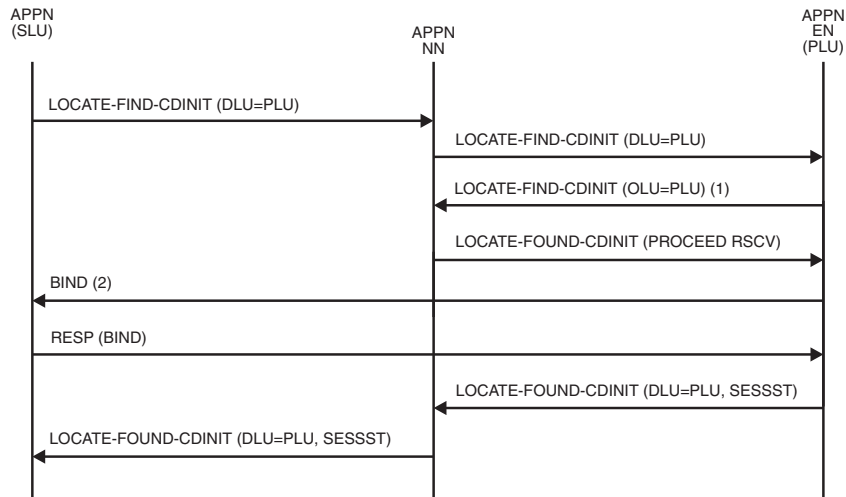 APPN
(SLU)
APPN
NN
APPN
EN
(PLU)
LOCATE-FIND-CDINIT (DLU=PLU)
LOCATE-FIND-CDINIT (DLU=PLU)
LOCATE-FIND-CDINIT (OLU=PLU) (1)
LOCATE-FOUND-CDINIT (PROCEED RSCV)
BIND (2)
RESP (BIND)
LOCATE-FOUND-CDINIT (DLU=PLU, SESSST)
LOCATE-FOUND-CDINIT (DLU=PLU, SESSST)